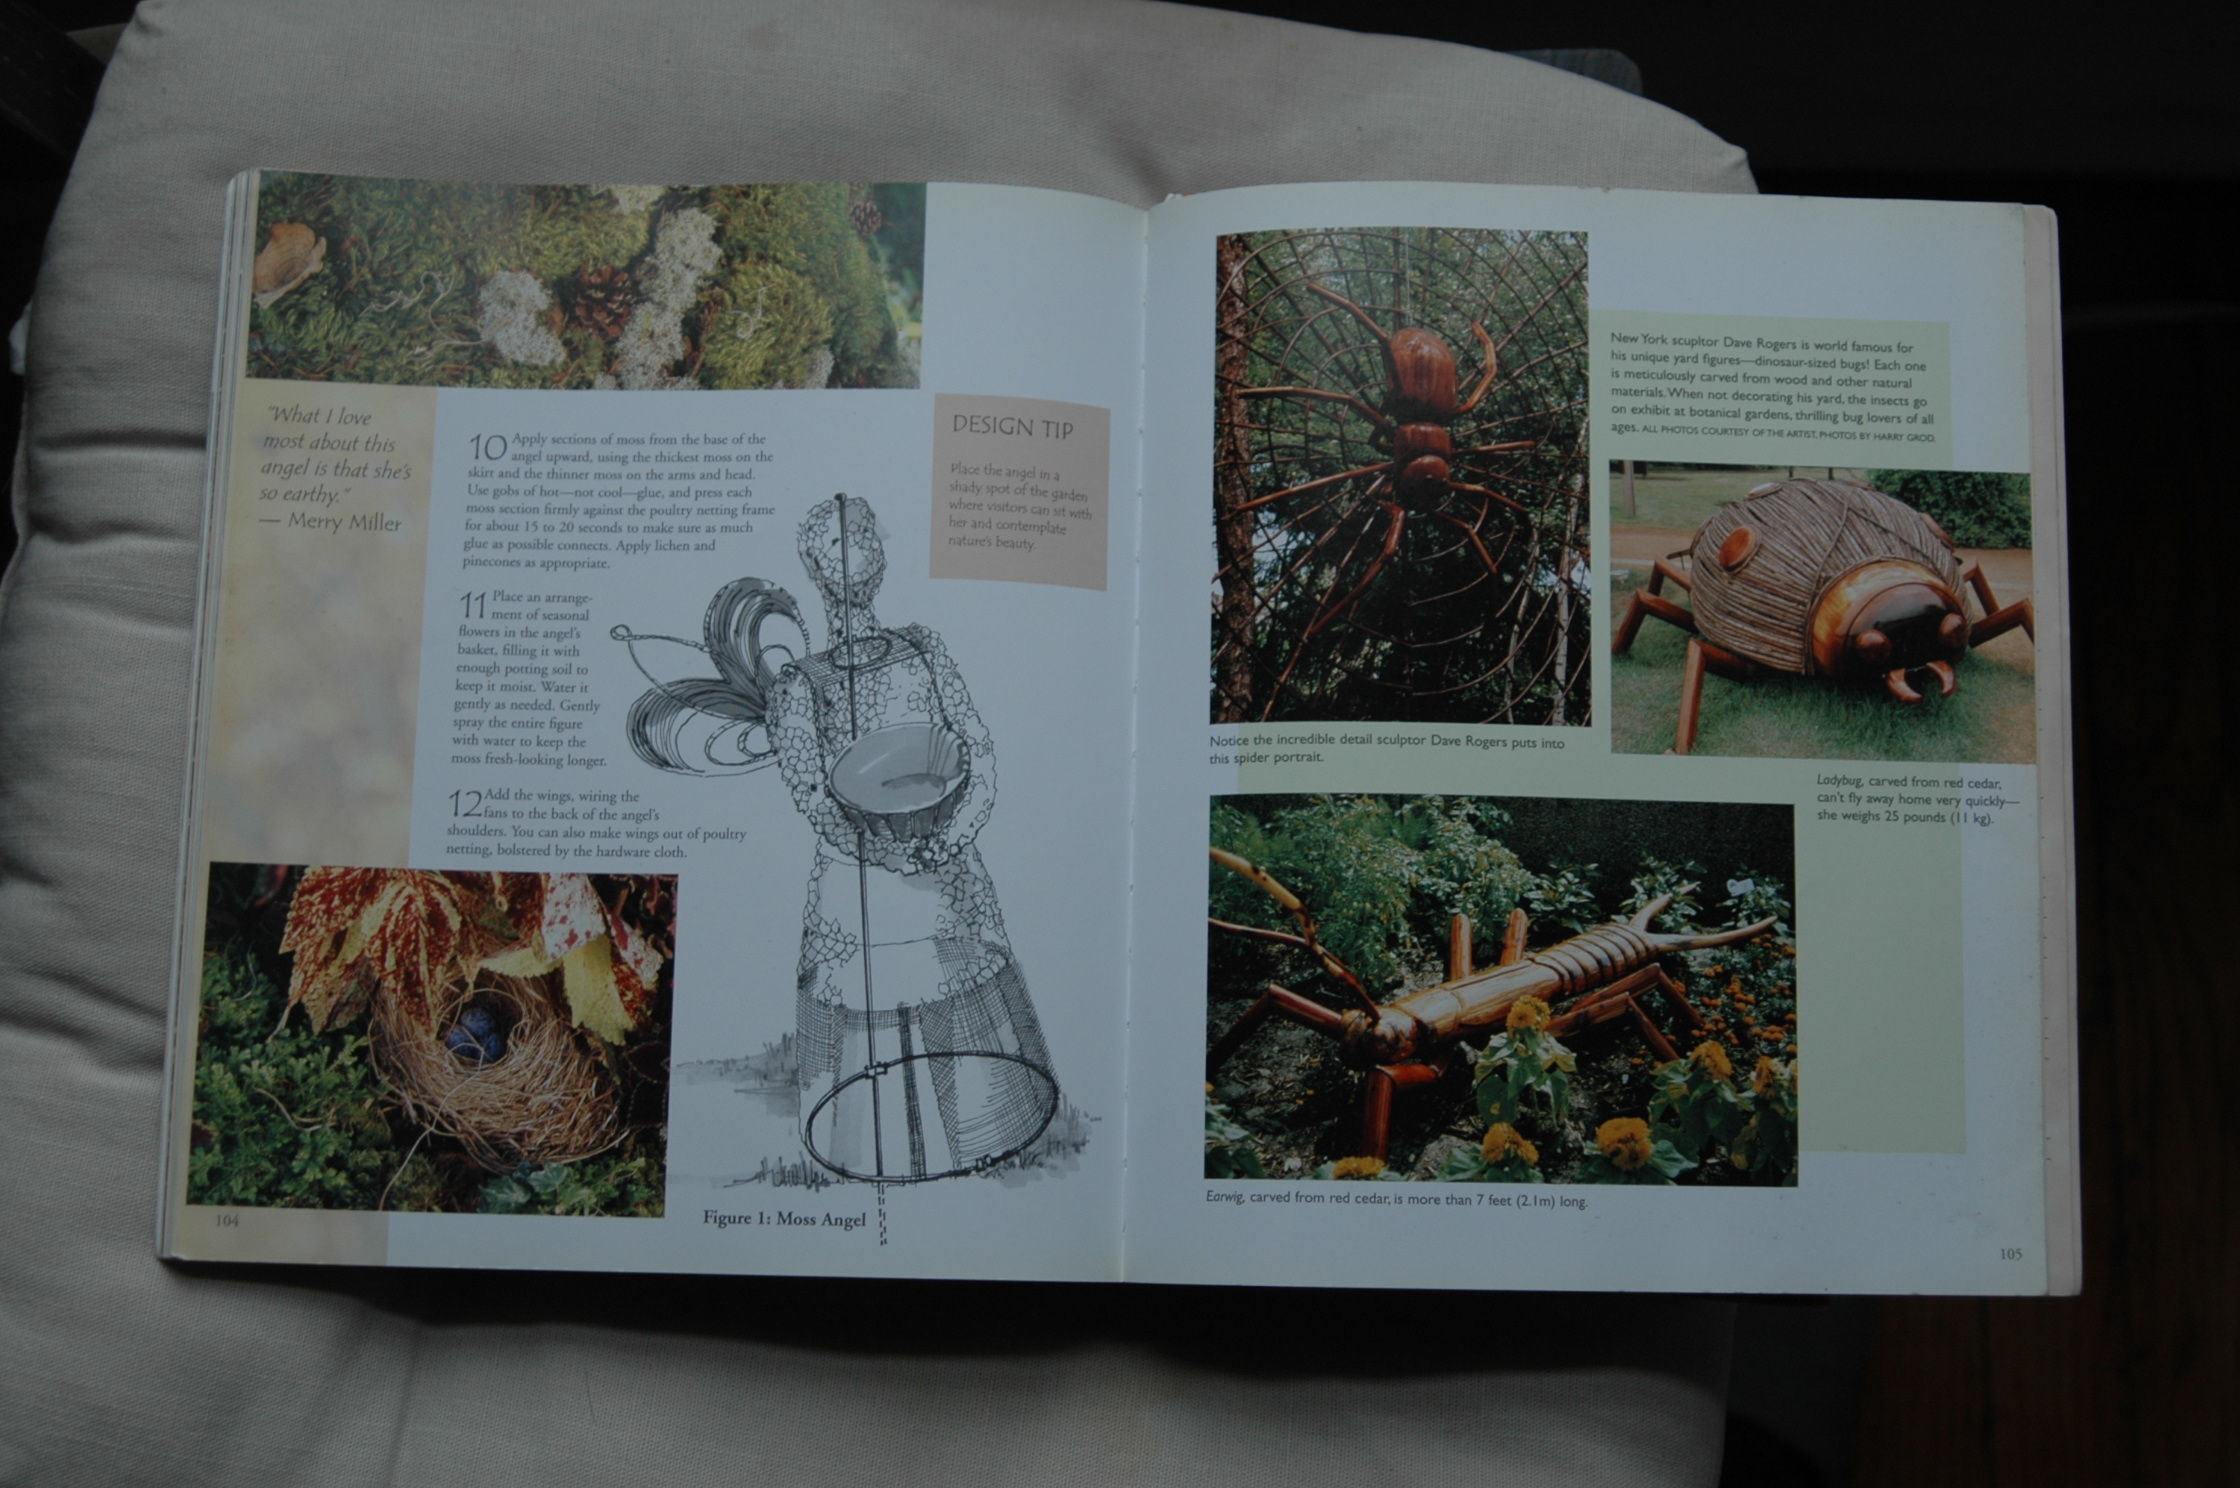 "What I love
most about this
angel is that she's
so earthy."
— Merry Miller
10 Apply sections of moss from the base of the
angel upward, using the thickest moss on the
skirt and the thinner moss on the arms and head.
Use gobs of hot—not cool—glue, and press each
moss section firmly against the poultry netting frame
for about 15 to 20 seconds to make sure as much
glue as possible connects. Apply lichen and
pinecones as appropriate.
11 Place an arrange-
ment of seasonal
flowers in the angel's
basket, filling it with
enough potting soil to
keep it moist. Water it
gently as needed. Gently
spray the entire figure
with water to keep the
moss fresh-looking longer.
12 Add the wings, wiring the
fans to the back of the angel's
shoulders. You can also make wings out of poultry
netting, bolstered by the hardware cloth.
DESIGN TIP
Place the angel in a
shady spot of the garden
where visitors can sit with
her and contemplate
nature's beauty.
Figure 1: Moss Angel
104
New York scupltor Dave Rogers is world famous for
his unique yard figures—dinosaur-sized bugs! Each one
is meticulously carved from wood and other natural
materials. When not decorating his yard, the insects go
on exhibit at botanical gardens, thrilling bug lovers of all
ages. ALL PHOTOS COURTESY OF THE ARTIST. PHOTOS BY HARRY GROD.
Notice the incredible detail sculptor Dave Rogers puts into
this spider portrait.
Ladybug, carved from red cedar,
can't fly away home very quickly—
she weighs 25 pounds (11 kg).
Earwig, carved from red cedar, is more than 7 feet (2.1m) long.
105